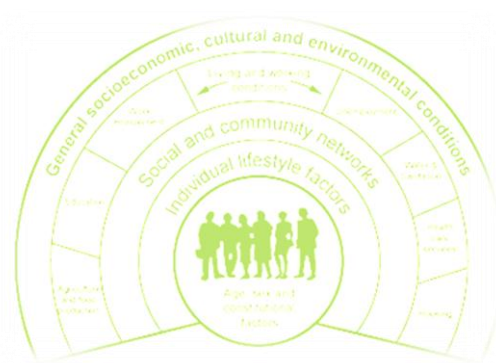 General socioeconomic, cultural and environmental conditions
Living and working
conditions
Work
environment
Unemployment
Education
Water &
sanitation
Health
care
services
Agriculture
and food
production
Housing
Social and community networks
Individual lifestyle factors
Age, sex and
constitutional
factors